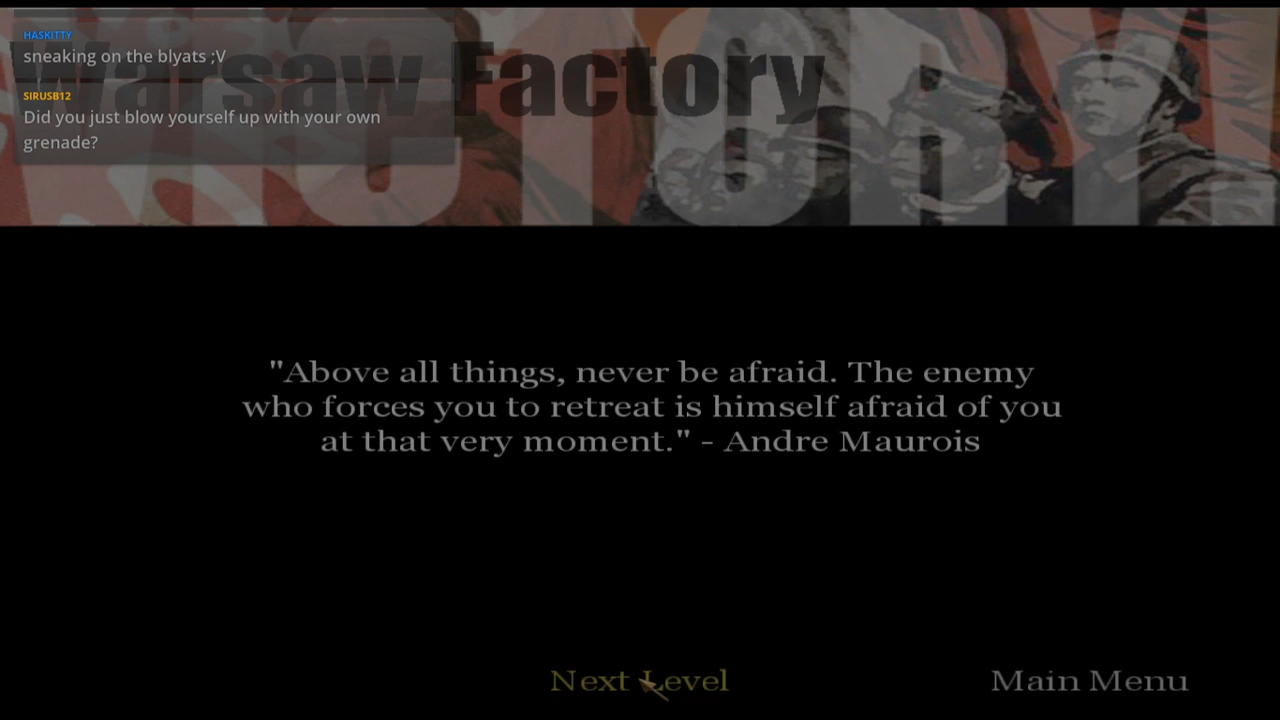 HASKITTY
sneaking on the blyats ;V
SIRUSB12
Did you just blow yourself up with your own
grenade?
Warsaw Factory
VICTORY!
"Above all things, never be afraid. The enemy
who forces you to retreat is himself afraid of you
at that very moment." - Andre Maurois
Next Level
Main Menu